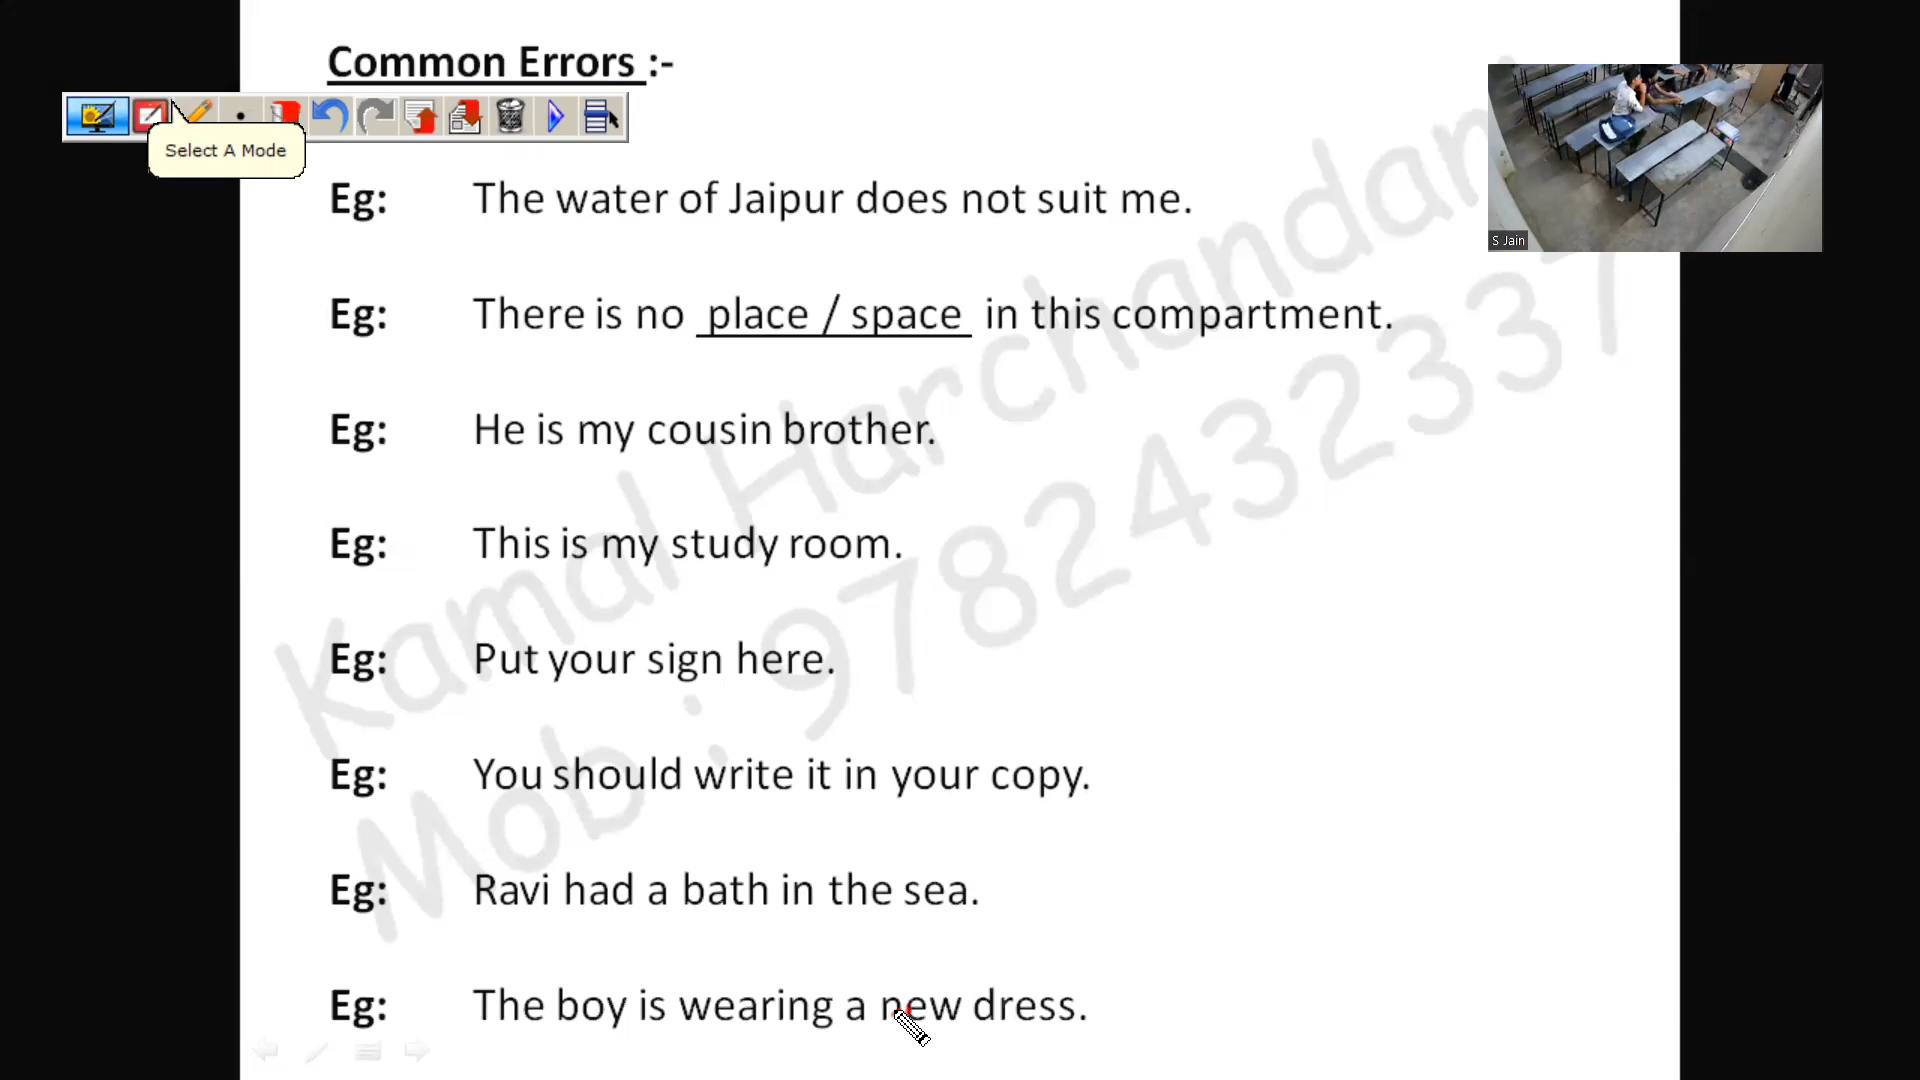 Common Errors :-
Select A Mode
S Jain
Eg: The water of Jaipur does not suit me.
Eg: There is no place / space in this compartment.
Eg: He is my cousin brother.
Eg: This is my study room.
Eg: Put your sign here.
Eg: You should write it in your copy.
Eg: Ravi had a bath in the sea.
Eg: The boy is wearing a new dress.
Kamal Harchandani
Mob : 9782432337